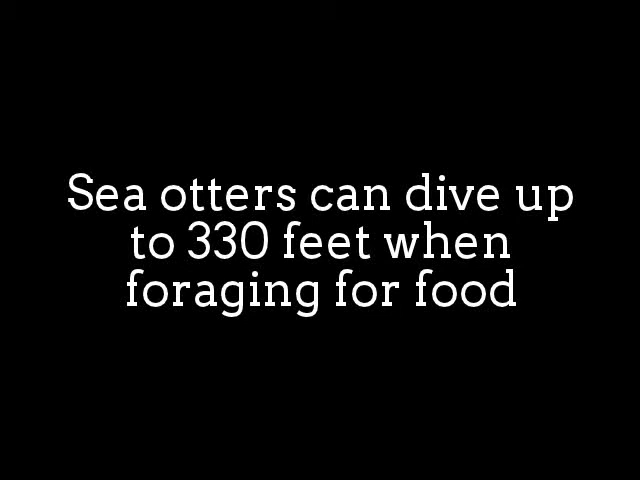 Sea otters can dive up
to 330 feet when
foraging for food